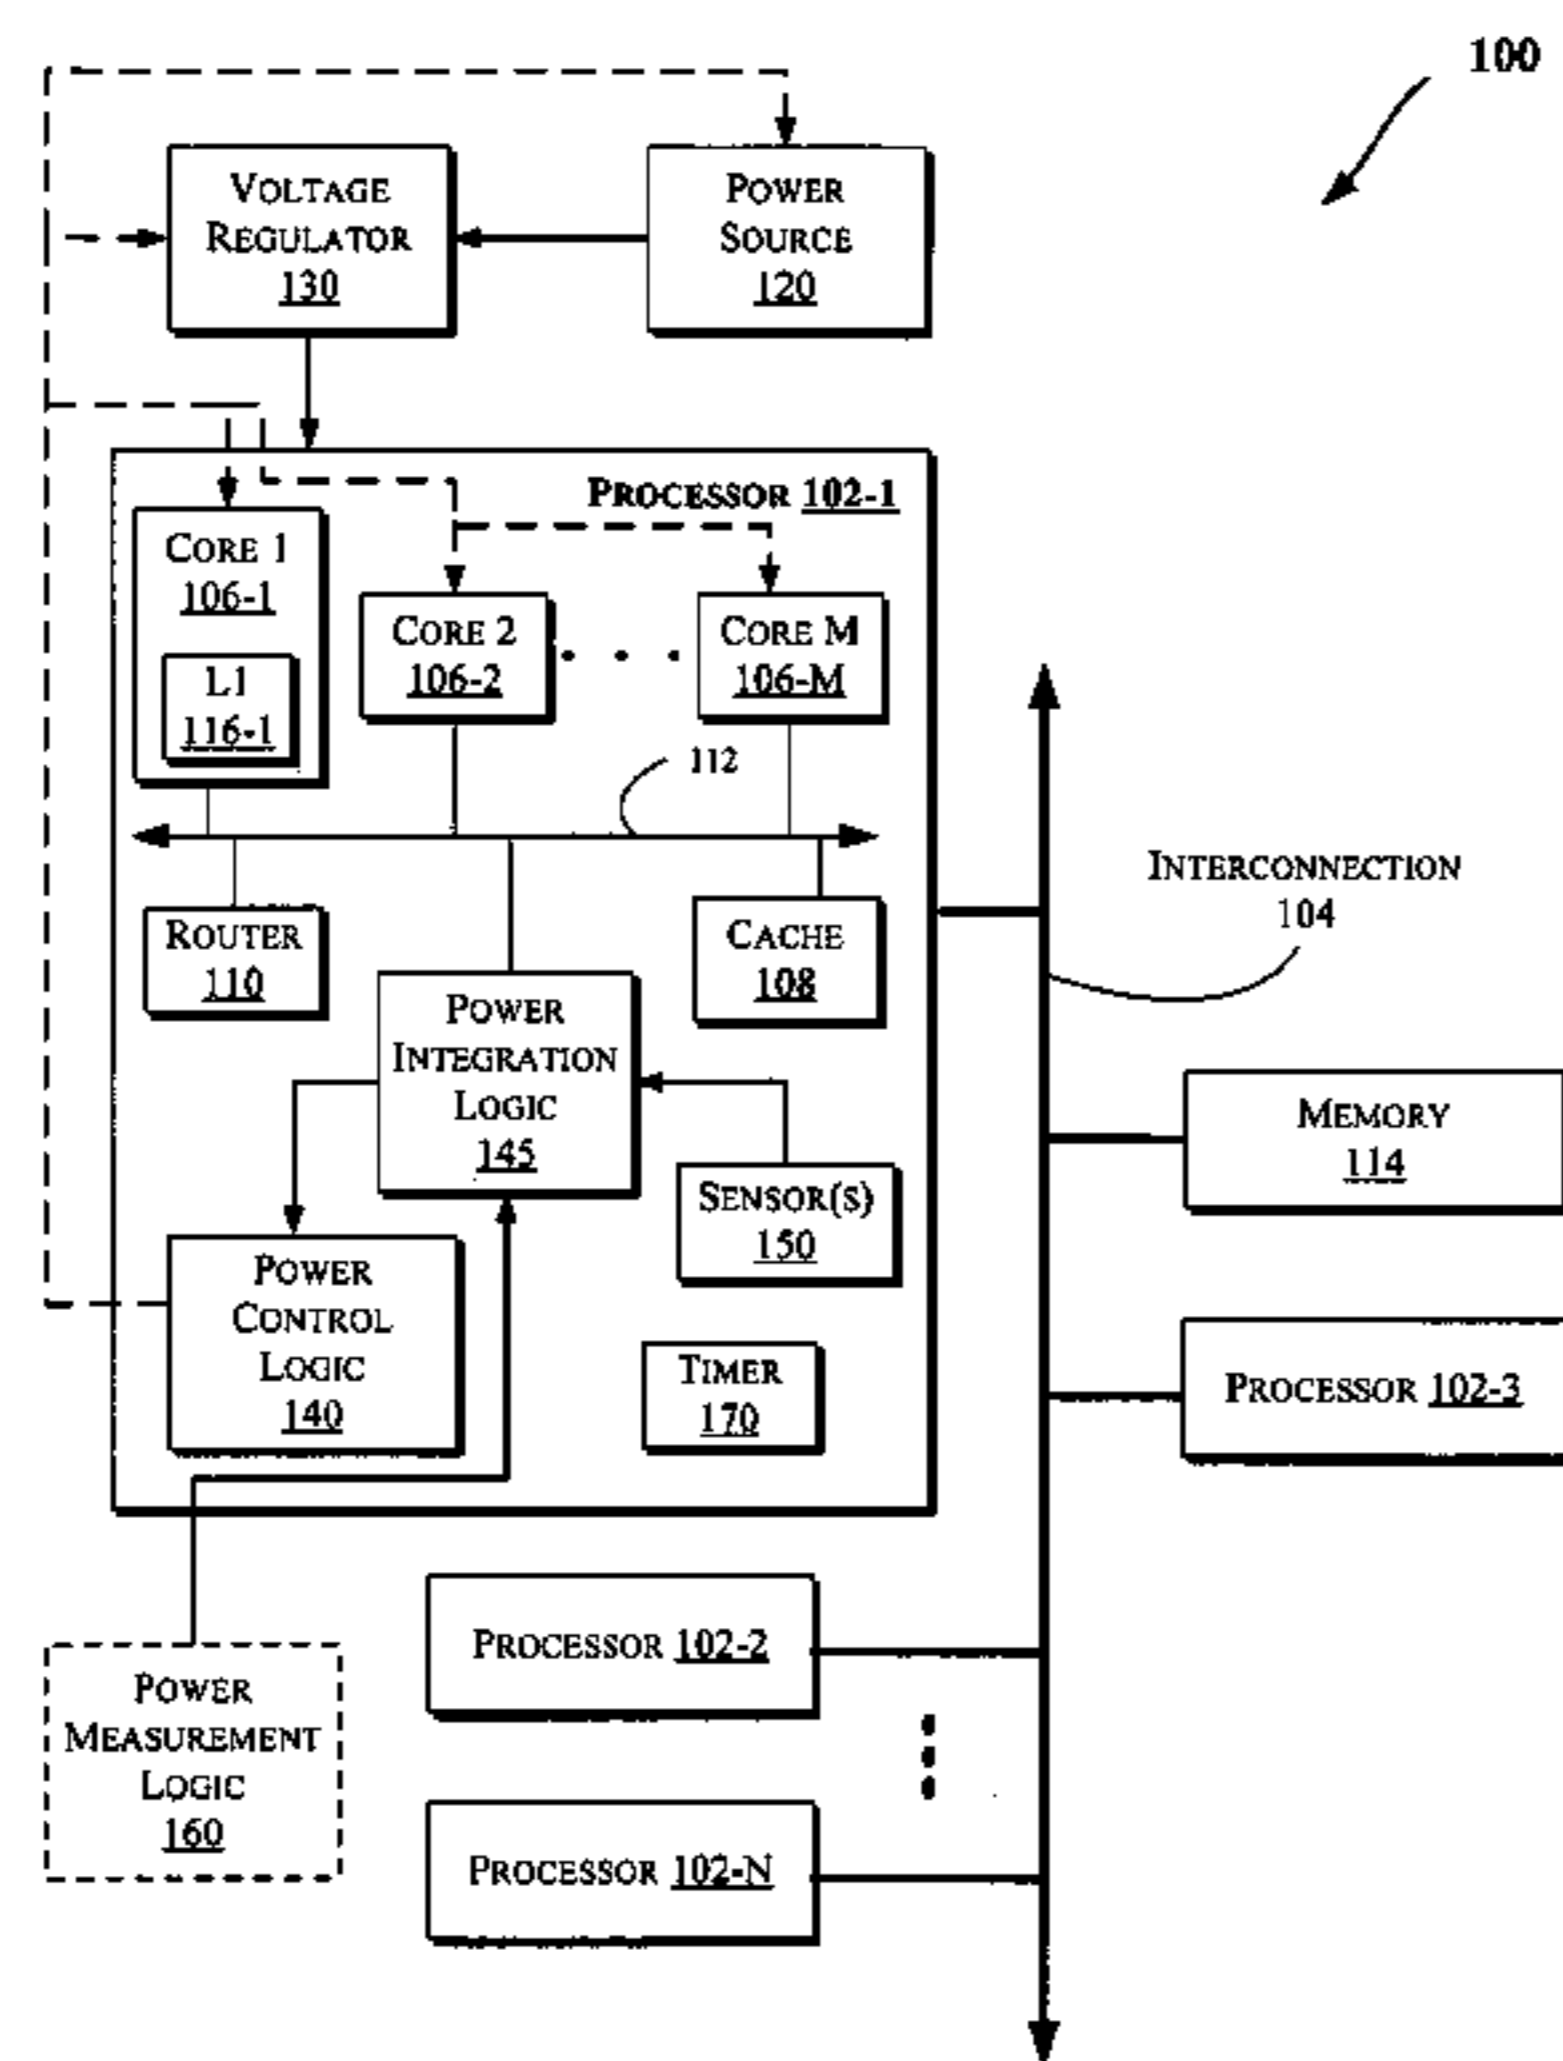 100
VOLTAGE
REGULATOR
130
POWER
SOURCE
120
PROCESSOR 102-1
CORE 1
106-1
L1
116-1
CORE 2
106-2
CORE M
106-M
112
ROUTER
110
POWER
INTEGRATION
LOGIC
145
CACHE
108
INTERCONNECTION
104
MEMORY
114
SENSOR(S)
150
POWER
CONTROL
LOGIC
140
TIMER
170
PROCESSOR 102-3
PROCESSOR 102-2
POWER
MEASUREMENT
LOGIC
160
PROCESSOR 102-N